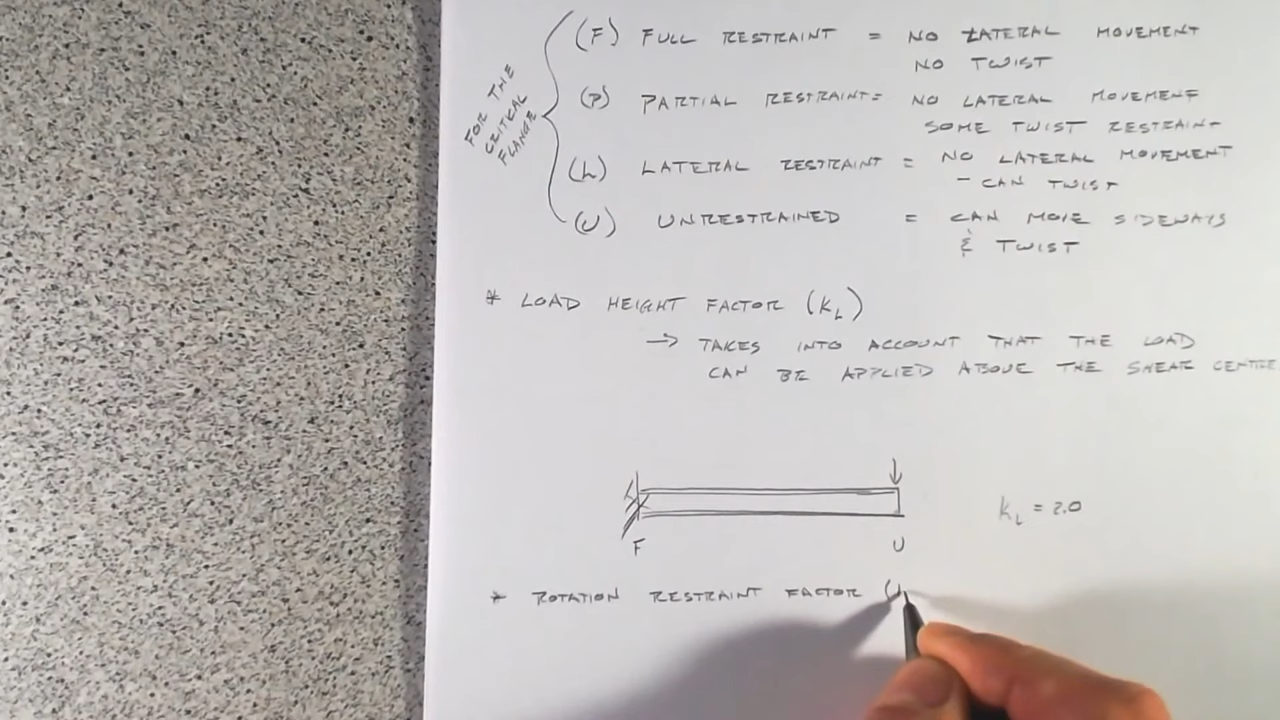 FOR THE
CRITICAL
FLANGE
(F) FULL RESTRAINT = NO LATERAL MOVEMENT
NO TWIST
(P) PARTIAL RESTRAINT = NO LATERAL MOVEMENT
SOME TWIST RESTRAINT
(L) LATERAL RESTRAINT = NO LATERAL MOVEMENT
- CAN TWIST
(U) UNRESTRAINED = CAN MOVE SIDEWAYS
& TWIST
* LOAD HEIGHT FACTOR (KL)
→ TAKES INTO ACCOUNT THAT THE LOAD
CAN BE APPLIED ABOVE THE SHEAR CENTRE
KL = 2.0
F U
* ROTATION RESTRAINT FACTOR (